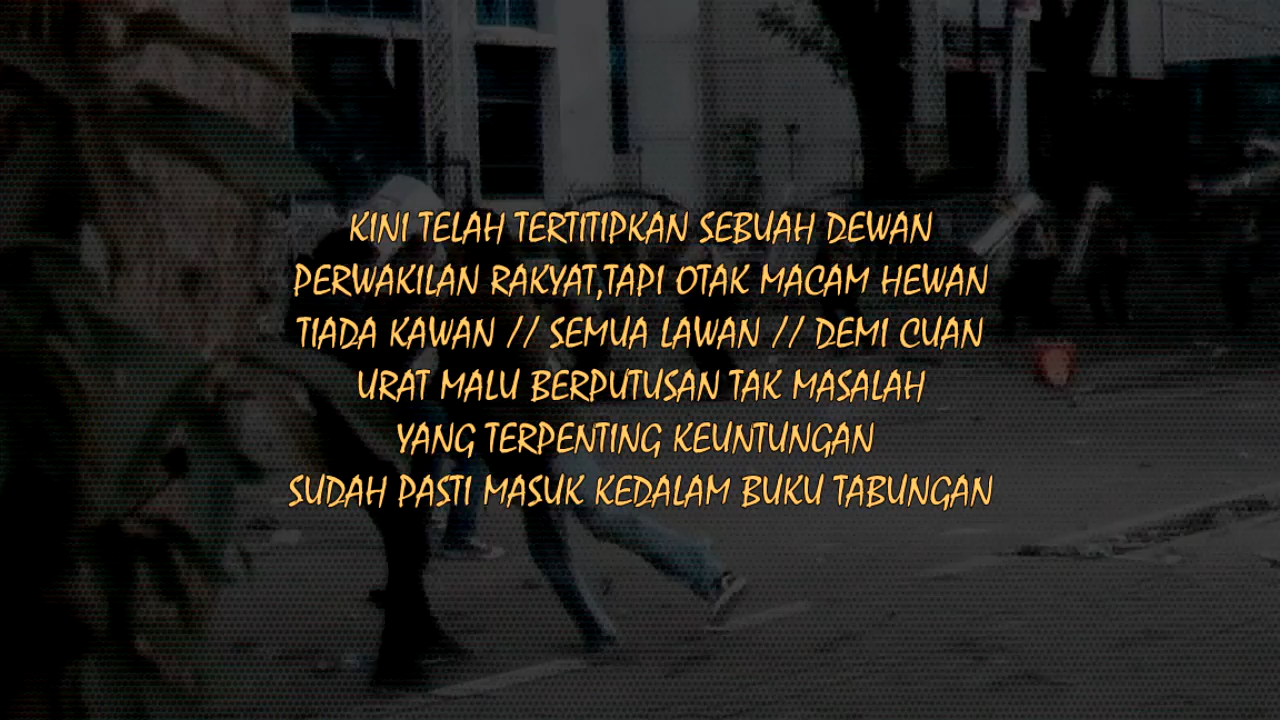 KINI TELAH TERTITIPKAN SEBUAH DEWAN
PERWAKILAN RAKYAT,TAPI OTAK MACAM HEWAN
TIADA KAWAN // SEMUA LAWAN // DEMI CUAN
URAT MALU BERPUTUSAN TAK MASALAH
YANG TERPENTING KEUNTUNGAN
SUDAH PASTI MASUK KEDALAM BUKU TABUNGAN